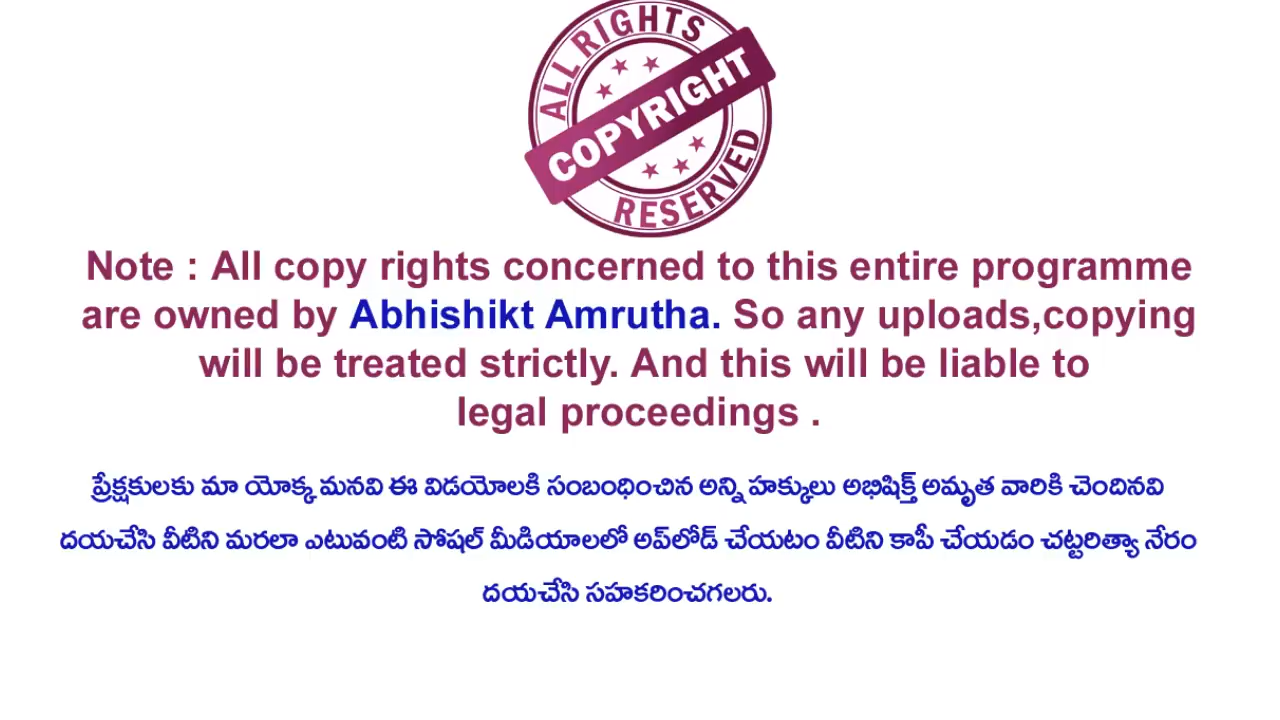 ALL RIGHTS
COPYRIGHT
RESERVED
Note : All copy rights concerned to this entire programme
are owned by Abhishikt Amrutha. So any uploads,copying
will be treated strictly. And this will be liable to
legal proceedings .
ప్రేక్షకులకు మా యోక్క మనవి ఈ విడయోలకి సంబంధించిన అన్ని హక్కులు అభిషిక్త్ అమృత వారికి చెందినవి
దయచేసి వీటిని మరలా ఎటువంటి సోషల్ మీడియాలలో అప్‌లోడ్ చేయటం వీటిని కాపీ చేయడం చట్టరిత్యా నేరం
దయచేసి సహకరించగలరు.